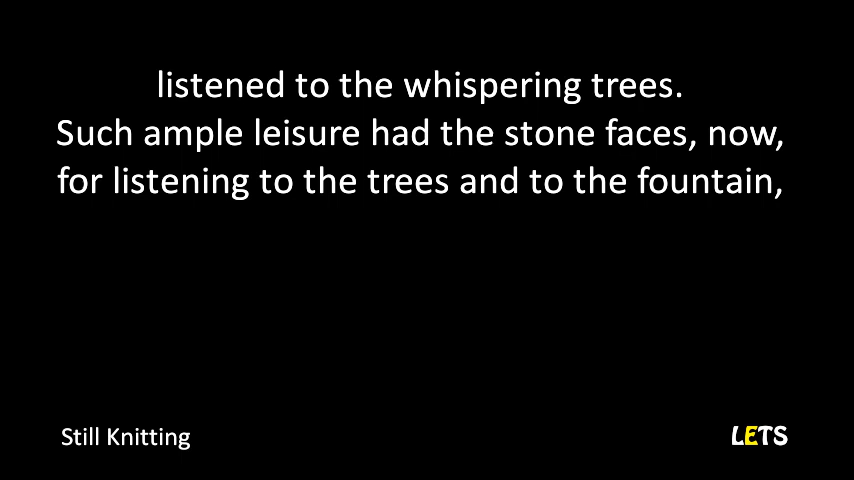 listened to the whispering trees.
Such ample leisure had the stone faces, now,
for listening to the trees and to the fountain,
Still Knitting
LETS